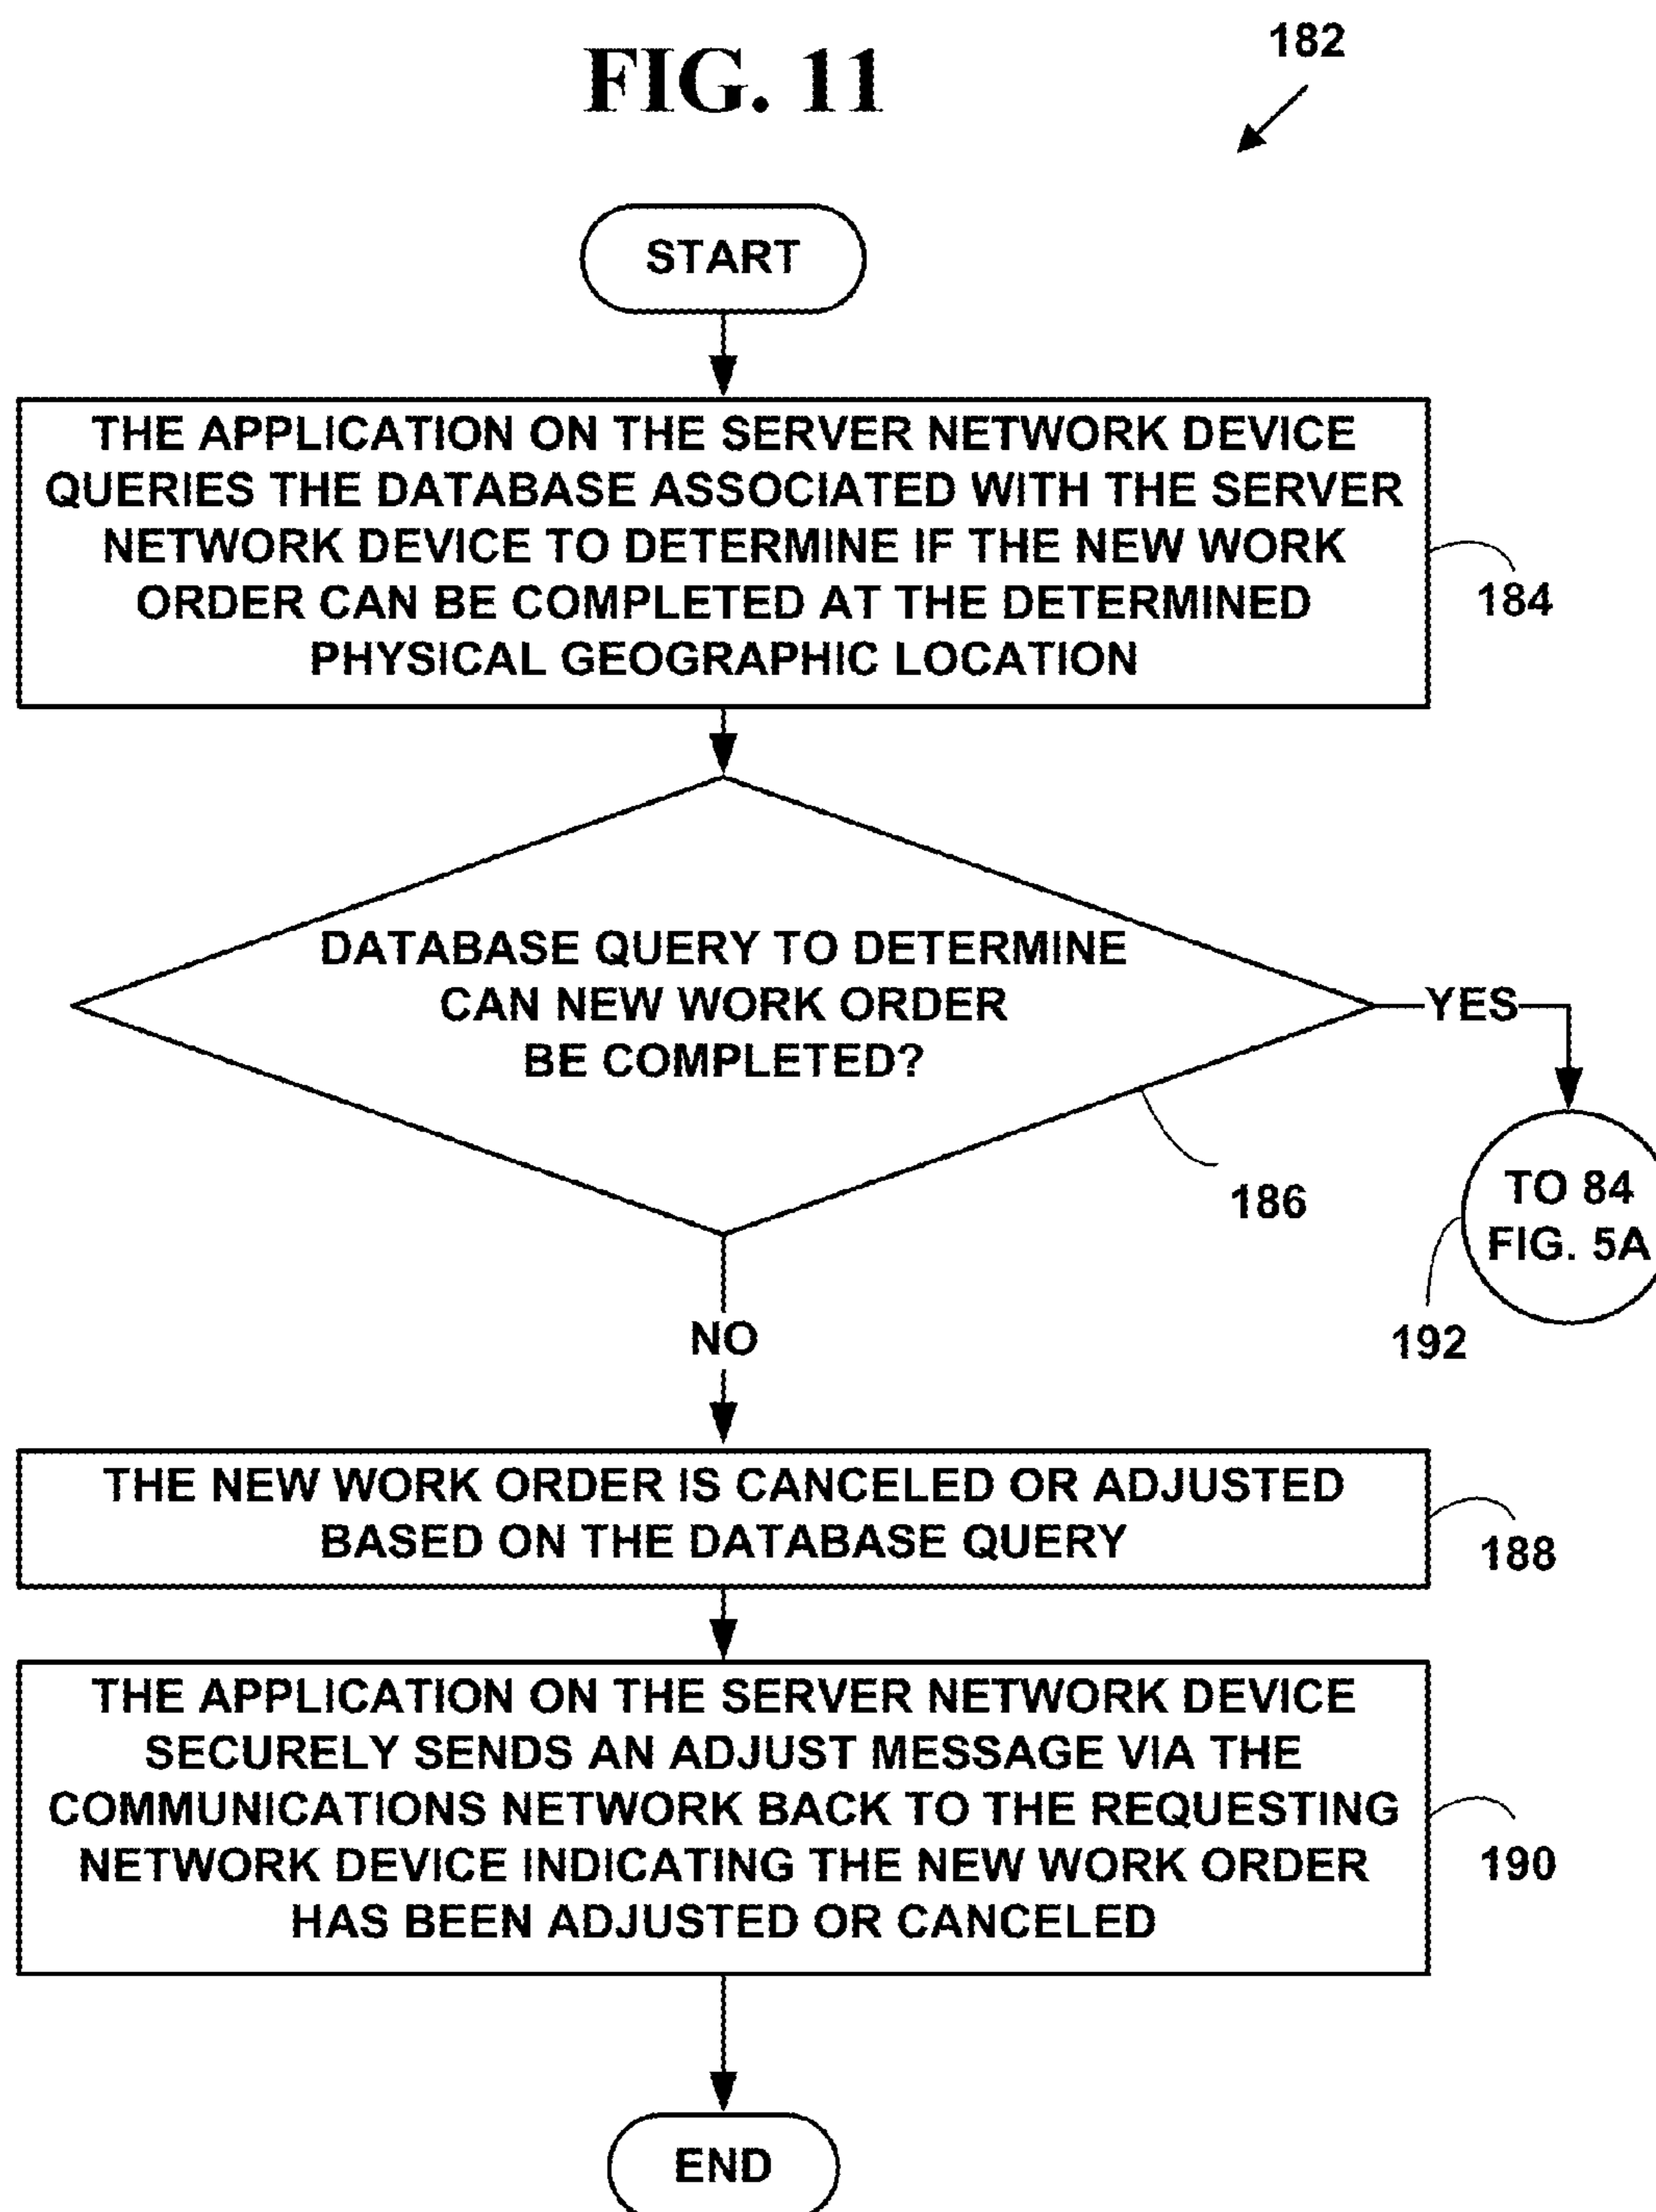 FIG. 11
182
START
THE APPLICATION ON THE SERVER NETWORK DEVICE
QUERIES THE DATABASE ASSOCIATED WITH THE SERVER
NETWORK DEVICE TO DETERMINE IF THE NEW WORK
ORDER CAN BE COMPLETED AT THE DETERMINED
PHYSICAL GEOGRAPHIC LOCATION
184
DATABASE QUERY TO DETERMINE
CAN NEW WORK ORDER
BE COMPLETED?
YES
186
TO 84
FIG. 5A
192
NO
THE NEW WORK ORDER IS CANCELED OR ADJUSTED
BASED ON THE DATABASE QUERY
188
THE APPLICATION ON THE SERVER NETWORK DEVICE
SECURELY SENDS AN ADJUST MESSAGE VIA THE
COMMUNICATIONS NETWORK BACK TO THE REQUESTING
NETWORK DEVICE INDICATING THE NEW WORK ORDER
HAS BEEN ADJUSTED OR CANCELED
190
END